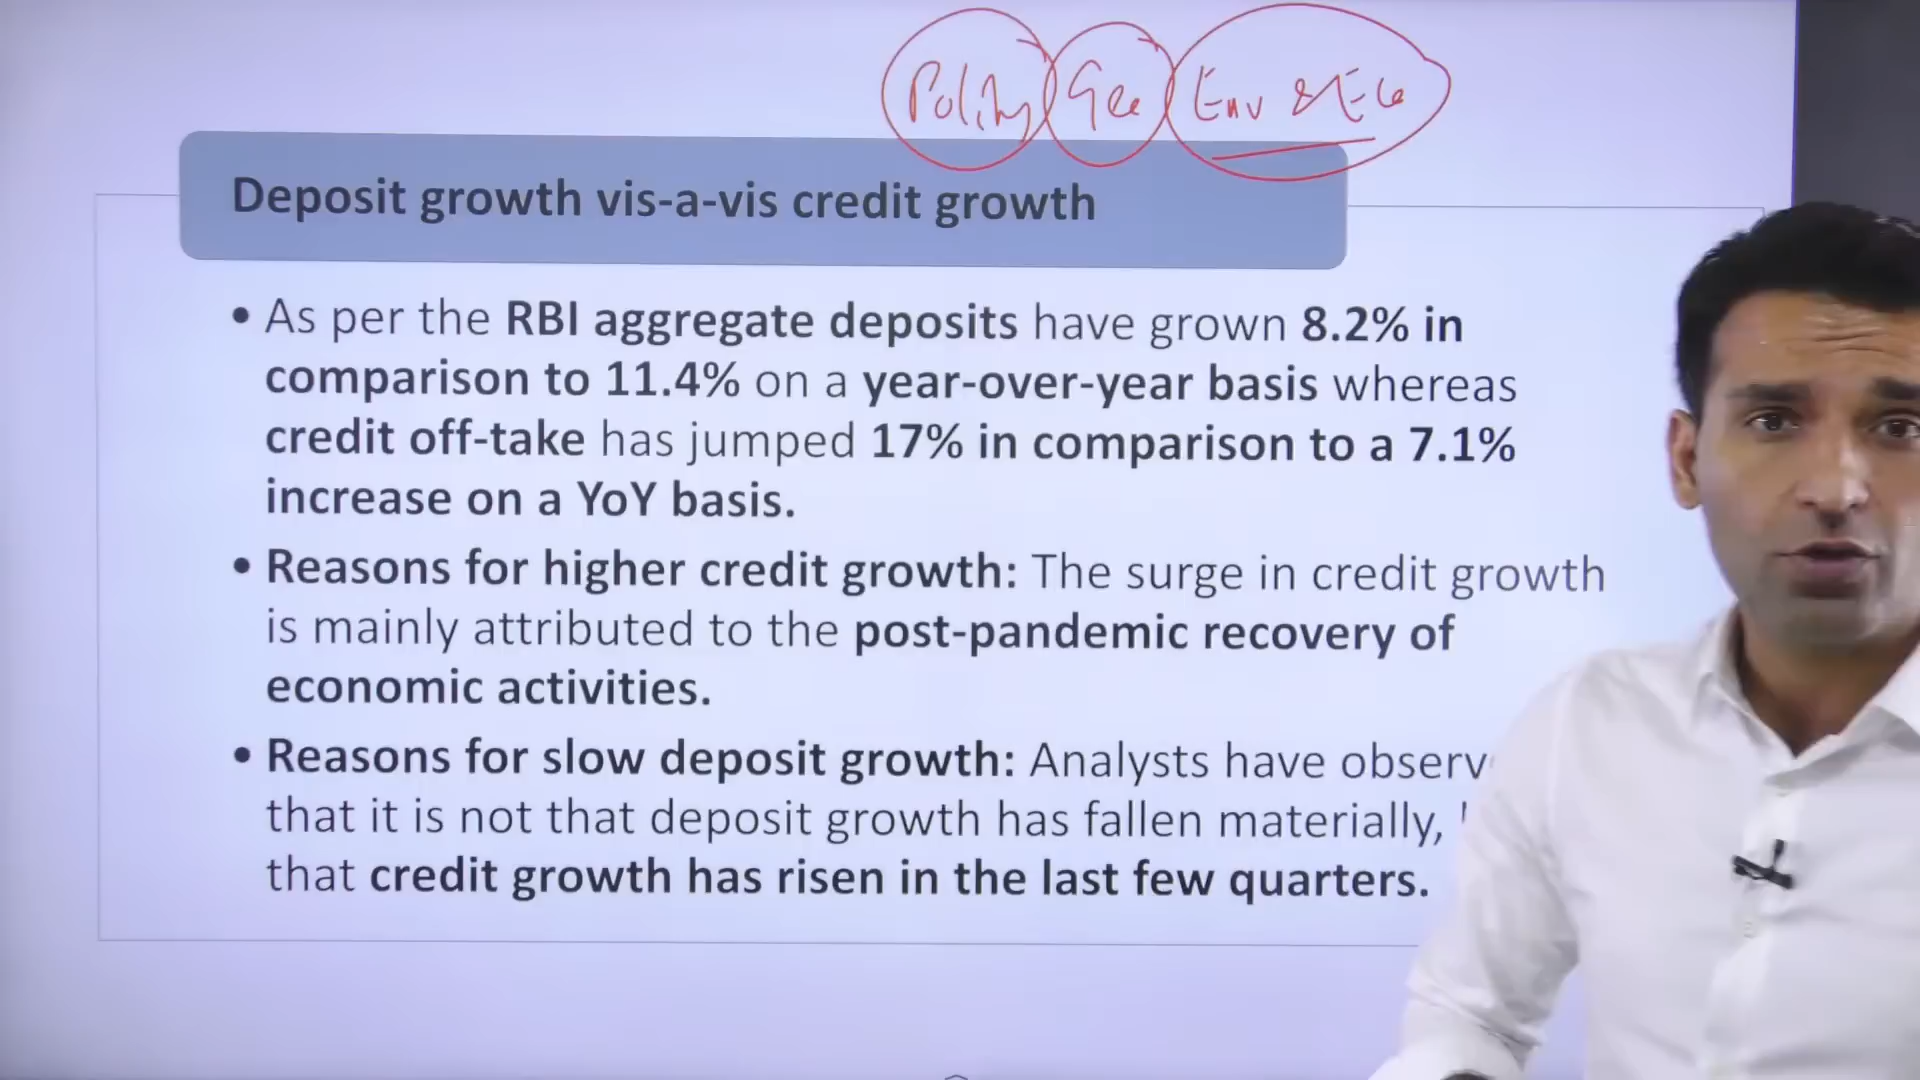 Polity Geo Env & Eco
Deposit growth vis-a-vis credit growth
• As per the RBI aggregate deposits have grown 8.2% in
comparison to 11.4% on a year-over-year basis whereas
credit off-take has jumped 17% in comparison to a 7.1%
increase on a YoY basis.
• Reasons for higher credit growth: The surge in credit growth
is mainly attributed to the post-pandemic recovery of
economic activities.
• Reasons for slow deposit growth: Analysts have observ
that it is not that deposit growth has fallen materially,
that credit growth has risen in the last few quarters.